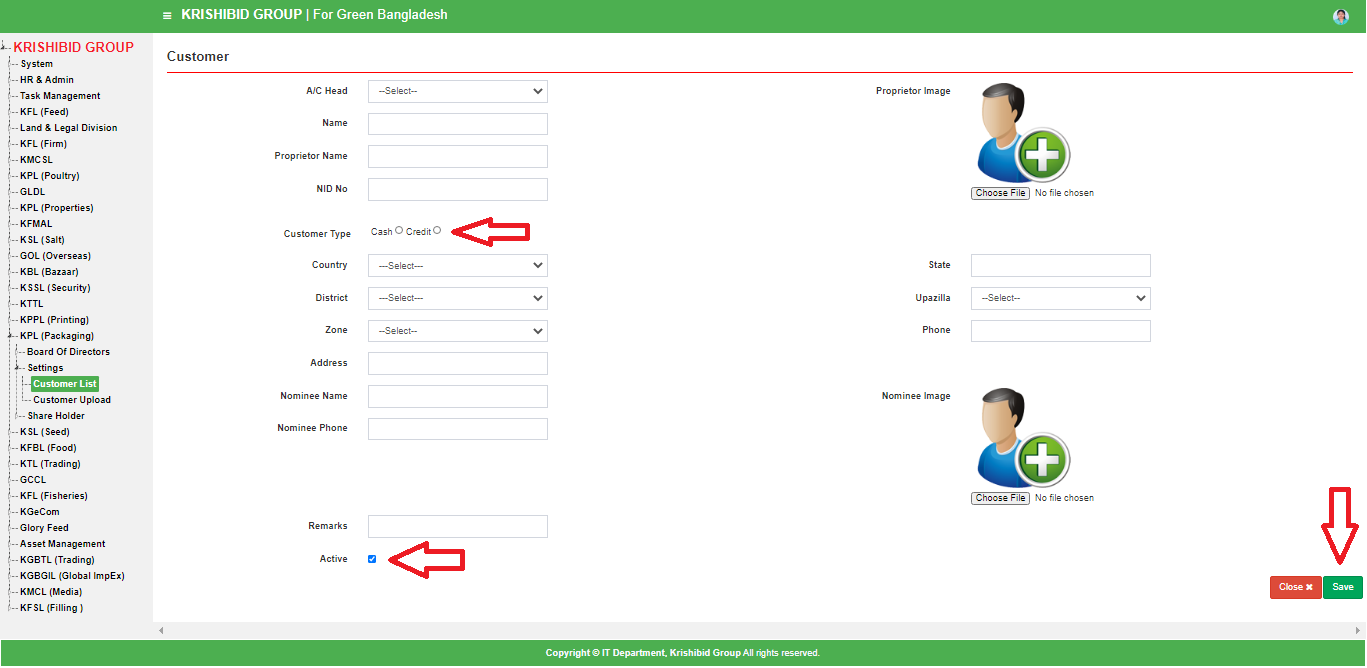 ≡ KRISHIBID GROUP | For Green Bangladesh
KRISHIBID GROUP
System
HR & Admin
Task Management
KFL (Feed)
Land & Legal Division
KFL (Firm)
KMCSL
KPL (Poultry)
GLDL
KPL (Properties)
KFMAL
KSL (Salt)
GOL (Overseas)
KBL (Bazaar)
KSSL (Security)
KTTL
KPPL (Printing)
KPL (Packaging)
Board Of Directors
Settings
Customer List
Customer Upload
Share Holder
KSL (Seed)
KFBL (Food)
KTL (Trading)
GCCL
KFL (Fisheries)
KGeCom
Glory Feed
Asset Management
KGBTL (Trading)
KGBGIL (Global ImpEx)
KMCL (Media)
KFSL (Filling )
Customer
A/C Head --Select-- Proprietor Image
Name
Proprietor Name
NID No Choose File No file chosen
Customer Type Cash Credit
Country ---Select--- State
District ---Select--- Upazilla --Select--
Zone --Select-- Phone
Address
Nominee Name Nominee Image
Nominee Phone
Choose File No file chosen
Remarks
Active
Close ✖ Save
Copyright © IT Department, Krishibid Group All rights reserved.